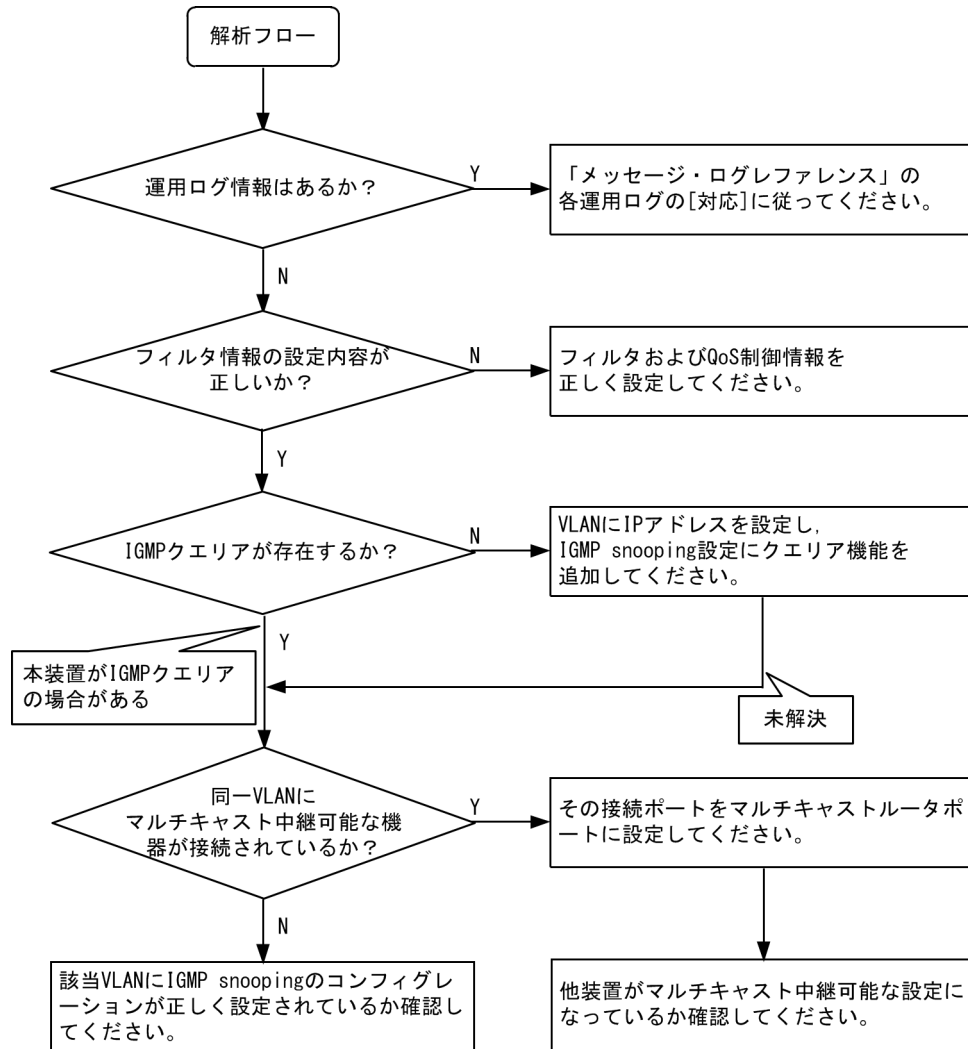 解析フロー
運用ログ情報はあるか？
Y
「メッセージ・ログレファレンス」の
各運用ログの[対応]に従ってください。
N
フィルタ情報の設定内容が
正しいか？
N
フィルタおよびQoS制御情報を
正しく設定してください。
Y
IGMPクエリアが存在するか？
N
VLANにIPアドレスを設定し,
IGMP snooping設定にクエリア機能を
追加してください。
Y
本装置がIGMPクエリア
の場合がある
未解決
同一VLANに
マルチキャスト中継可能な機
器が接続されているか？
Y
その接続ポートをマルチキャストルータポ
ートに設定してください。
N
該当VLANにIGMP snoopingのコンフィグレ
ーションが正しく設定されているか確認し
てください。
他装置がマルチキャスト中継可能な設定に
なっているか確認してください。